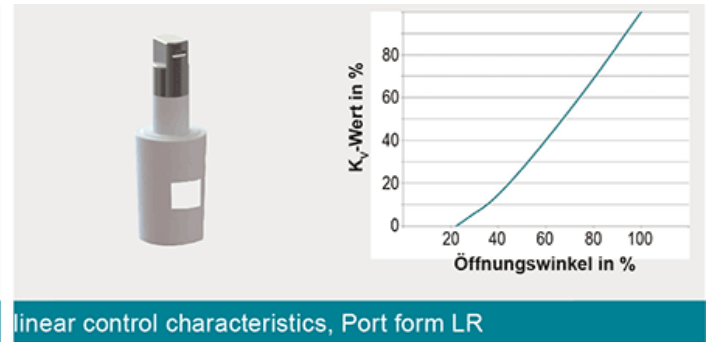 80
60
40
20
0
20 40 60 80 100
Kv-Wert in %
Öffnungswinkel in %
linear control characteristics, Port form LR